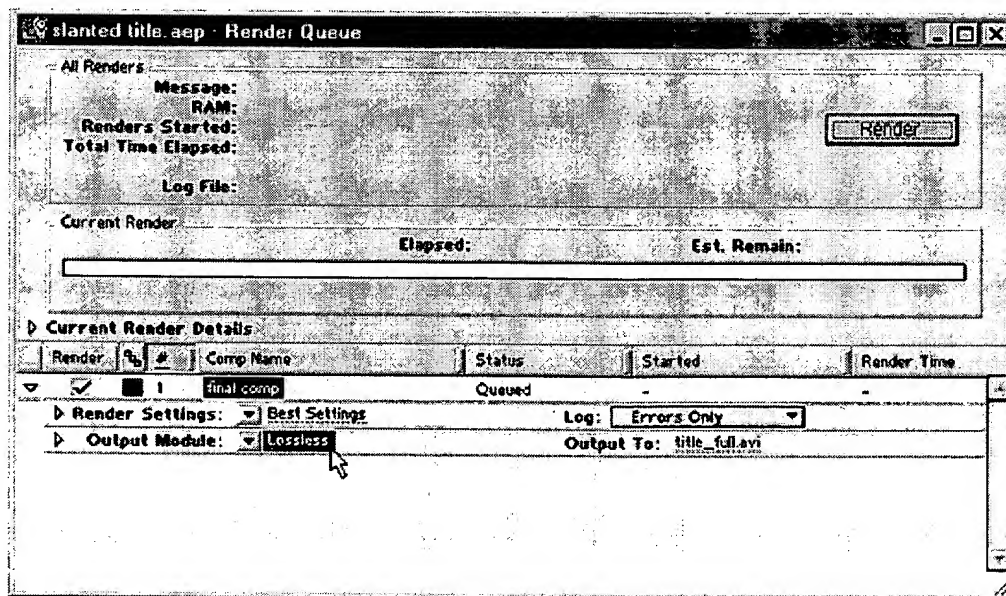 slanted title.aep · Render Queue
All Renders
Message:
RAM:
Renders Started:
Total Time Elapsed:
Render
Log File:
Current Render
Elapsed: Est. Remain:
Current Render Details
Render # Comp Name Status Started Render Time
1 final comp Queued - -
Render Settings: Best Settings Log: Errors Only
Output Module: Lossless Output To: title_full.avi